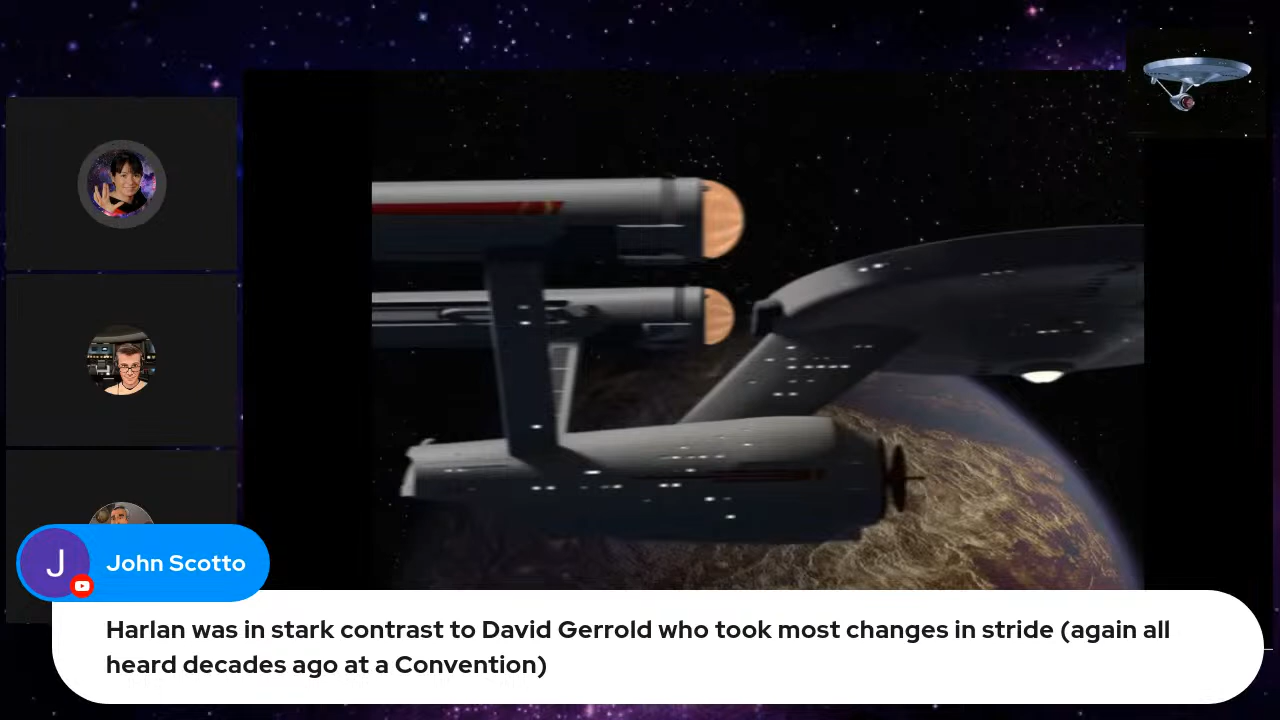 J
John Scotto
Harlan was in stark contrast to David Gerrold who took most changes in stride (again all
heard decades ago at a Convention)